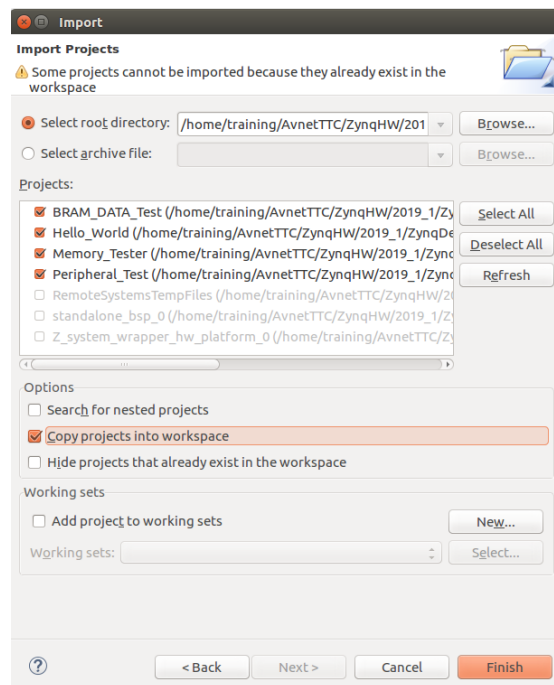 Import
Import Projects
Some projects cannot be imported because they already exist in the
workspace
Select root directory: /home/training/AvnetTTC/ZynqHW/201 Browse...
Select archive file: Browse...
Projects:
BRAM_DATA_Test (/home/training/AvnetTTC/ZynqHW/2019_1/Zy
Hello_World (/home/training/AvnetTTC/ZynqHW/2019_1/ZynqDe
Memory_Tester (/home/training/AvnetTTC/ZynqHW/2019_1/Zynq
Peripheral_Test (/home/training/AvnetTTC/ZynqHW/2019_1/Zynq
RemoteSystemsTempFiles (/home/training/AvnetTTC/ZynqHW/20
standalone_bsp_0 (/home/training/AvnetTTC/ZynqHW/2019_1/Z
Z_system_wrapper_hw_platform_0 (/home/training/AvnetTTC/Zy
Select All
Deselect All
Refresh
Options
Search for nested projects
Copy projects into workspace
Hide projects that already exist in the workspace
Working sets
Add project to working sets New...
Working sets: Select...
? < Back Next > Cancel Finish